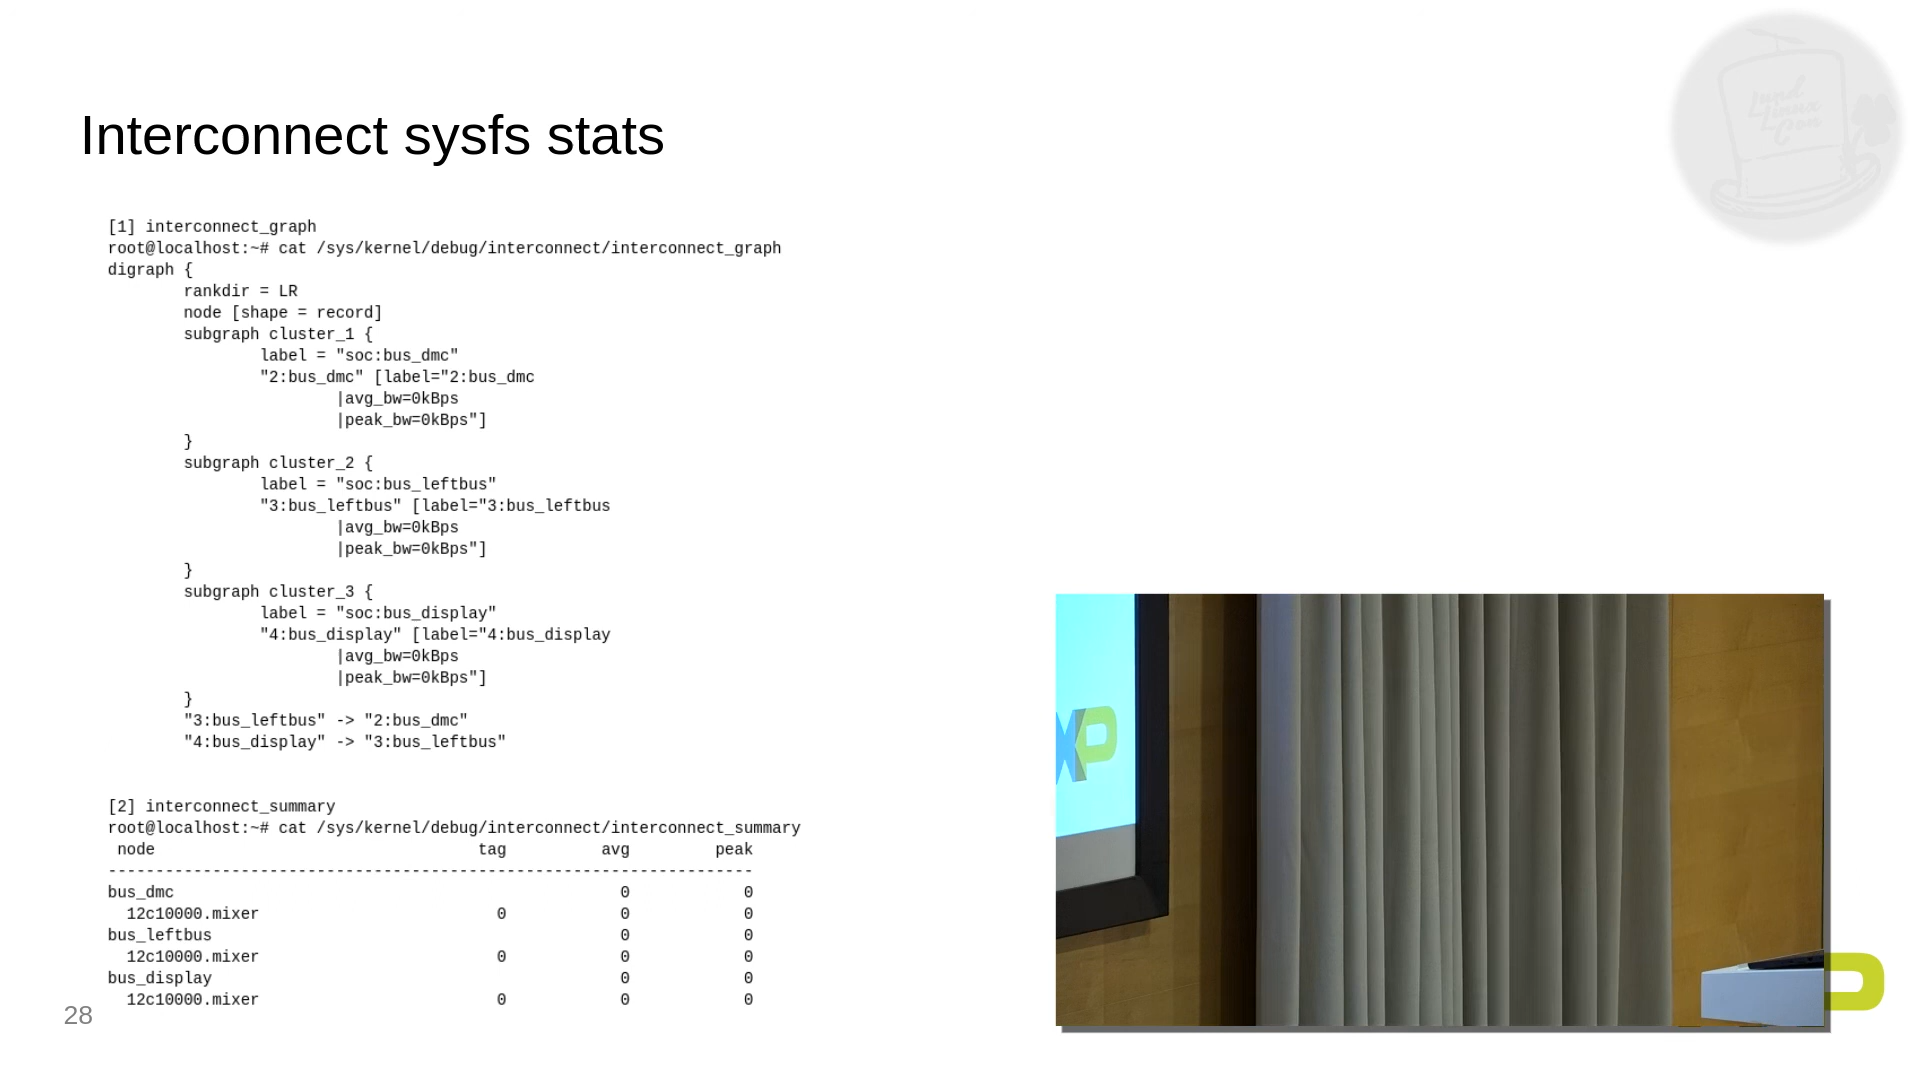 Lund
Linux
Con
Interconnect sysfs stats
[1] interconnect_graph
root@localhost:~# cat /sys/kernel/debug/interconnect/interconnect_graph
digraph {
        rankdir = LR
        node [shape = record]
        subgraph cluster_1 {
                label = "soc:bus_dmc"
                "2:bus_dmc" [label="2:bus_dmc
                        |avg_bw=0kBps
                        |peak_bw=0kBps"]
        }
        subgraph cluster_2 {
                label = "soc:bus_leftbus"
                "3:bus_leftbus" [label="3:bus_leftbus
                        |avg_bw=0kBps
                        |peak_bw=0kBps"]
        }
        subgraph cluster_3 {
                label = "soc:bus_display"
                "4:bus_display" [label="4:bus_display
                        |avg_bw=0kBps
                        |peak_bw=0kBps"]
        }
        "3:bus_leftbus" -> "2:bus_dmc"
        "4:bus_display" -> "3:bus_leftbus"
[2] interconnect_summary
root@localhost:~# cat /sys/kernel/debug/interconnect/interconnect_summary
 node                                  tag          avg         peak
--------------------------------------------------------------------
bus_dmc                                               0            0
  12c10000.mixer                         0            0            0
bus_leftbus                                           0            0
  12c10000.mixer                         0            0            0
bus_display                                           0            0
  12c10000.mixer                         0            0            0
28
XP
P